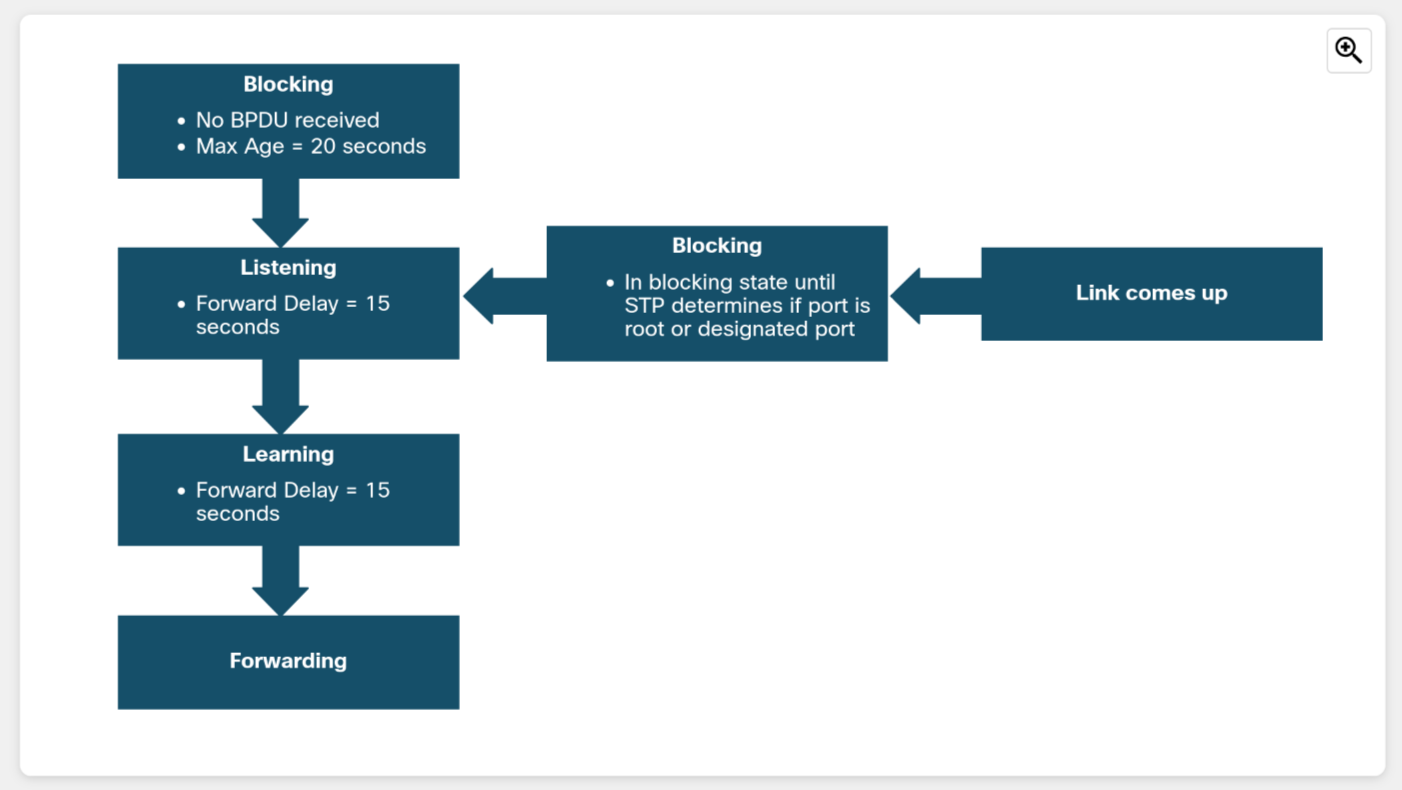 Blocking
• No BPDU received
• Max Age = 20 seconds
Listening
• Forward Delay = 15
seconds
Blocking
• In blocking state until
STP determines if port is
root or designated port
Link comes up
Learning
• Forward Delay = 15
seconds
Forwarding